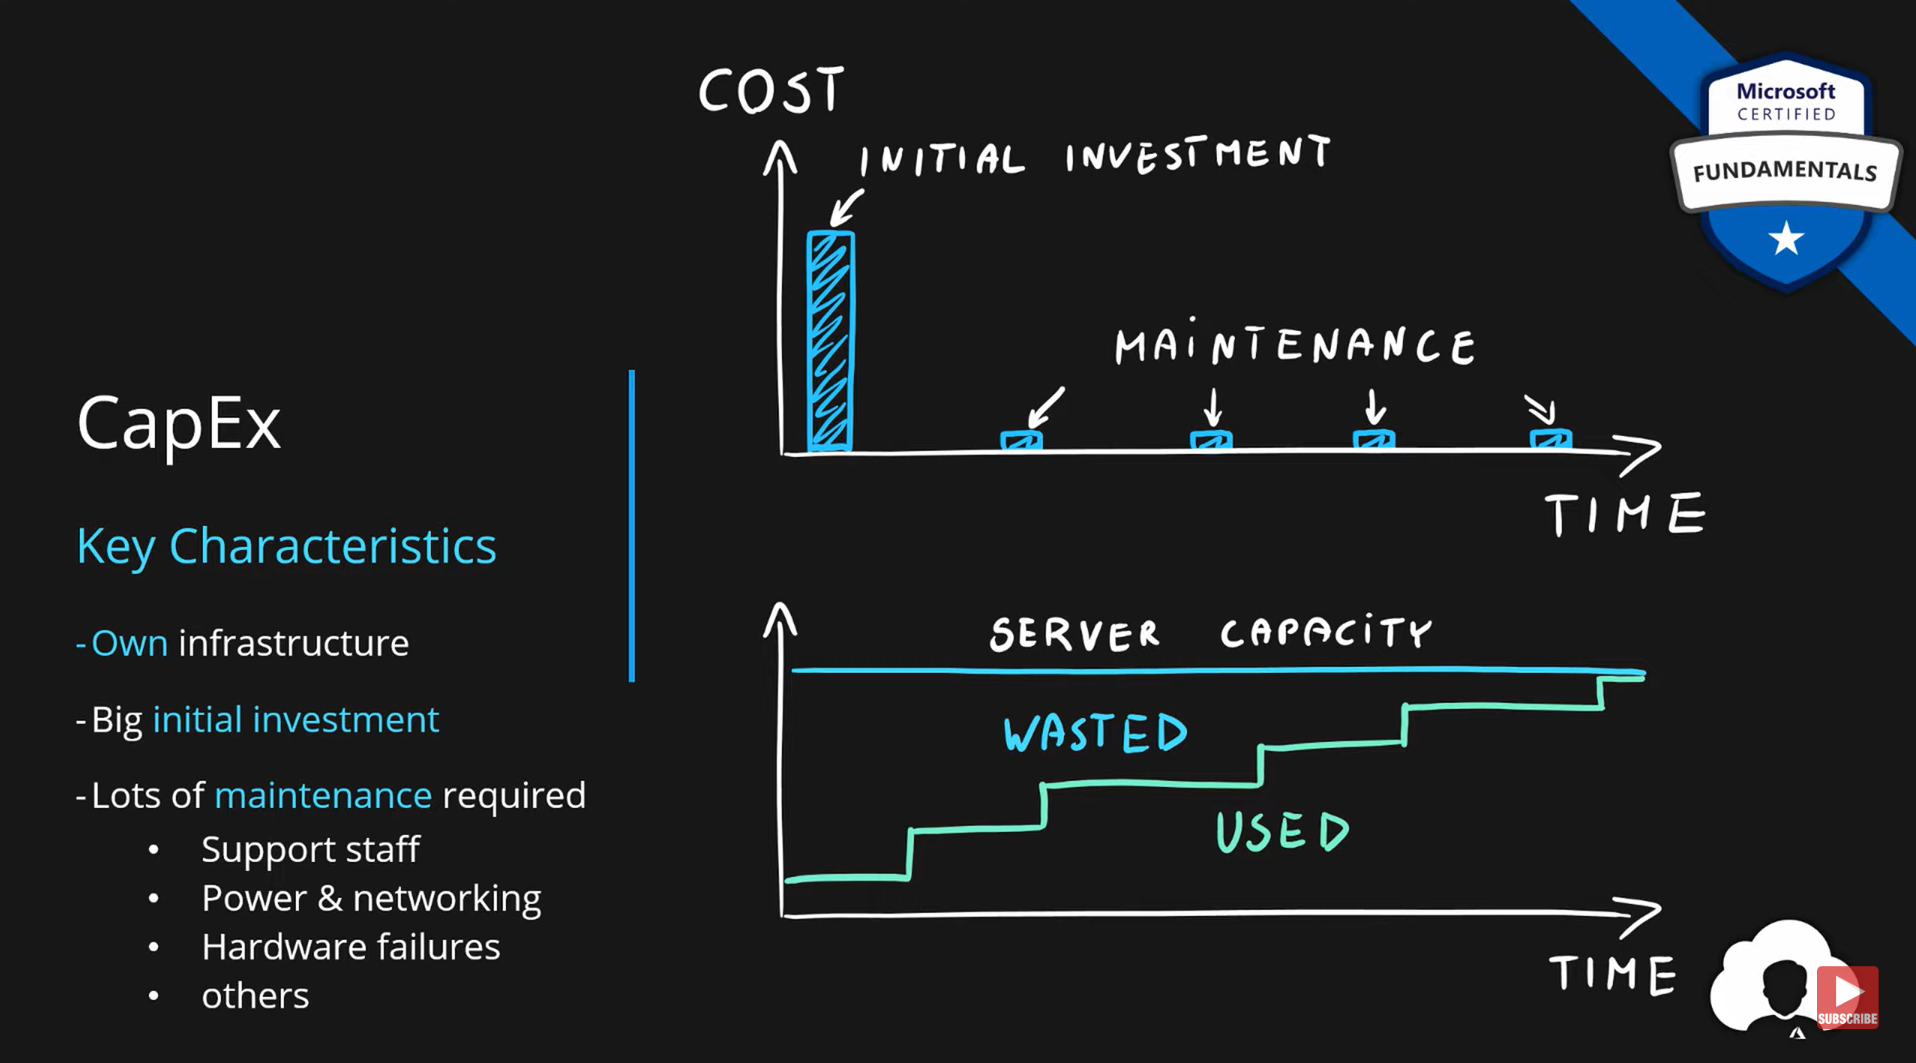 COST
INITIAL INVESTMENT
MAiNTENANCE
TIME
Microsoft
CERTIFIED
FUNDAMENTALS
CapEx
Key Characteristics
-Own infrastructure
-Big initial investment
-Lots of maintenance required
• Support staff
• Power & networking
• Hardware failures
• others
SERVER CAPACiTY
WASTED
USED
TIME
SUBSCRIBE